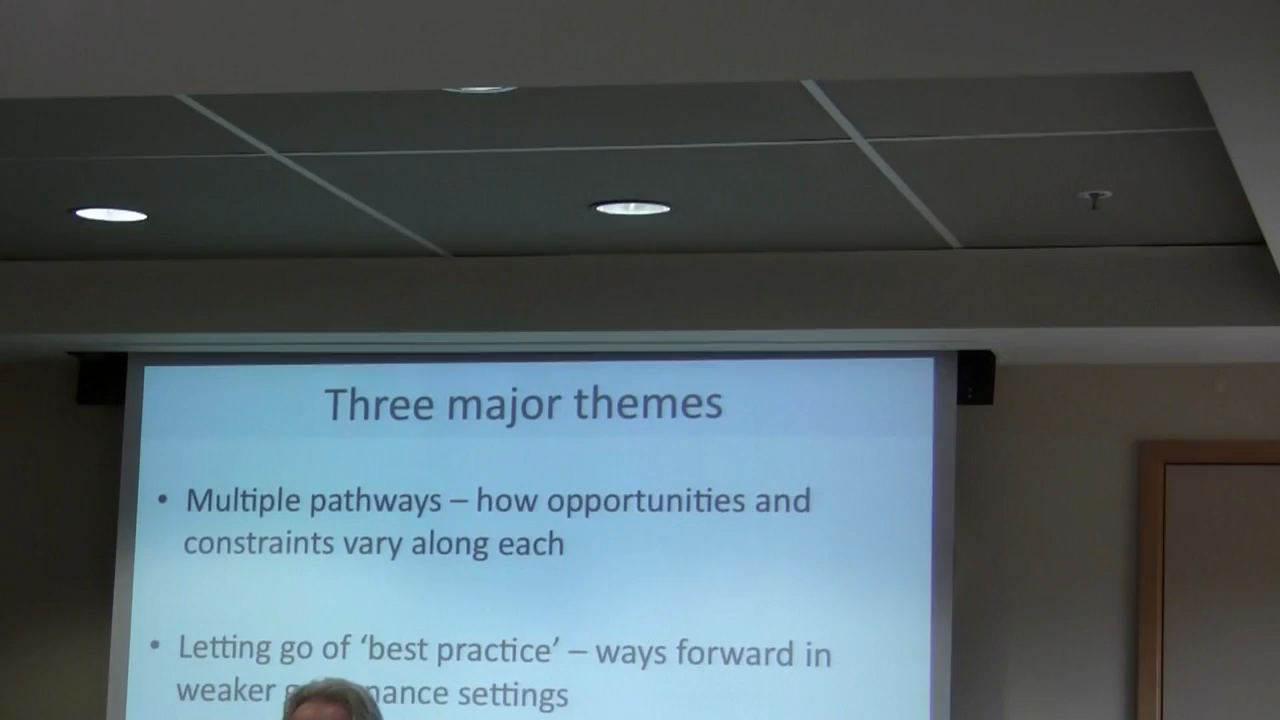 Three major themes
• Multiple pathways – how opportunities and
constraints vary along each
• Letting go of ‘best practice’ – ways forward in
weaker settings